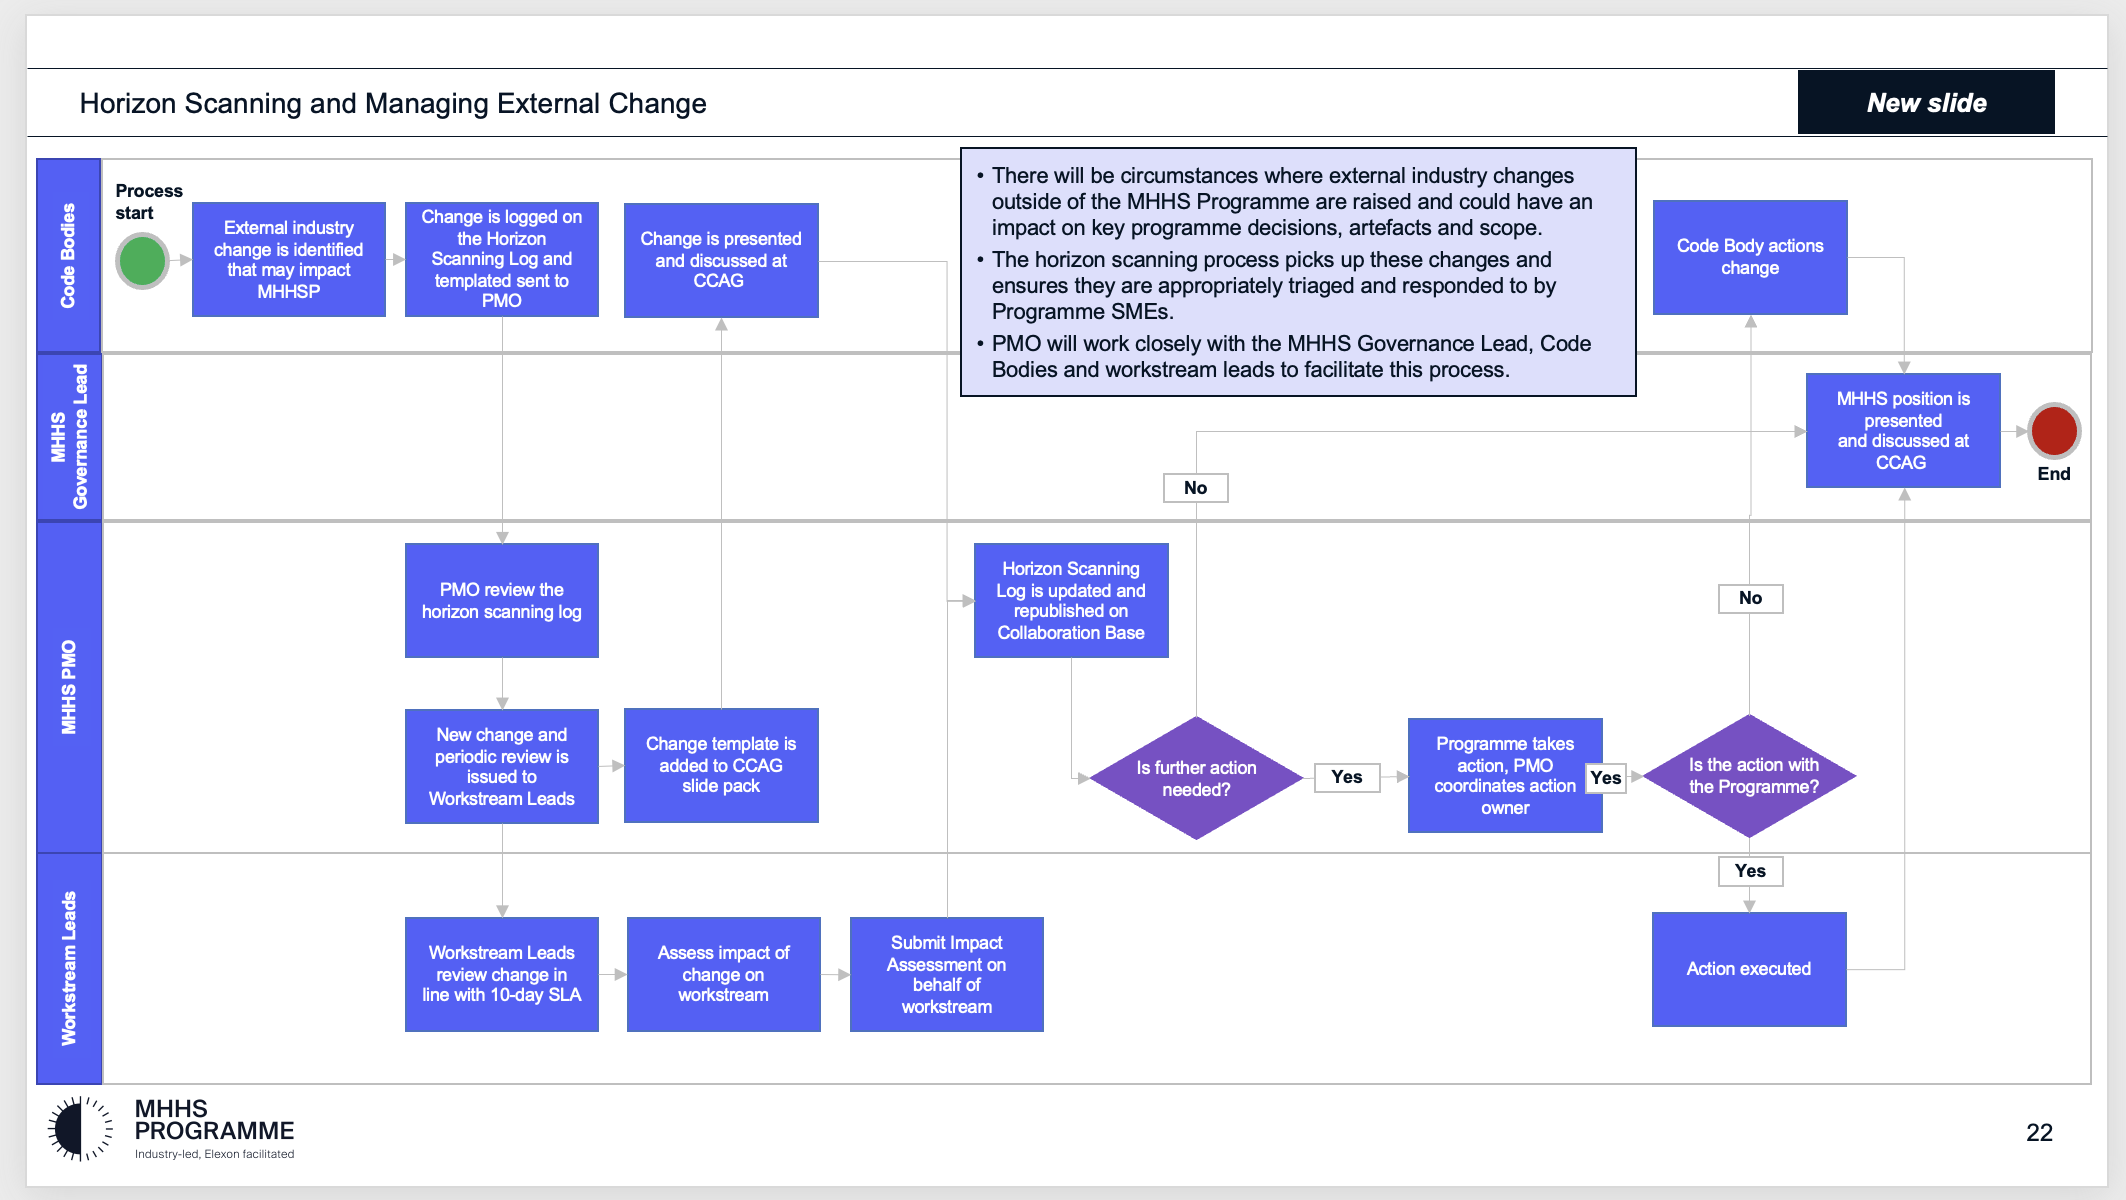 Horizon Scanning and Managing External Change
New slide
Code Bodies
Process
start
External industry
change is identified
that may impact
MHHSP
Change is logged on
the Horizon
Scanning Log and
templated sent to
PMO
Change is presented
and discussed at
CCAG
• There will be circumstances where external industry changes
outside of the MHHS Programme are raised and could have an
impact on key programme decisions, artefacts and scope.
• The horizon scanning process picks up these changes and
ensures they are appropriately triaged and responded to by
Programme SMEs.
• PMO will work closely with the MHHS Governance Lead, Code
Bodies and workstream leads to facilitate this process.
Code Body actions
change
MHHS
Governance Lead
No
MHHS position is
presented
and discussed at
CCAG
End
MHHS PMO
PMO review the
horizon scanning log
Horizon Scanning
Log is updated and
republished on
Collaboration Base
No
New change and
periodic review is
issued to
Workstream Leads
Change template is
added to CCAG
slide pack
Is further action
needed?
Yes
Programme takes
action, PMO
coordinates action
owner
Yes
Is the action with
the Programme?
Yes
Workstream Leads
Workstream Leads
review change in
line with 10-day SLA
Assess impact of
change on
workstream
Submit Impact
Assessment on
behalf of
workstream
Action executed
MHHS
PROGRAMME
Industry-led, Elexon facilitated
22